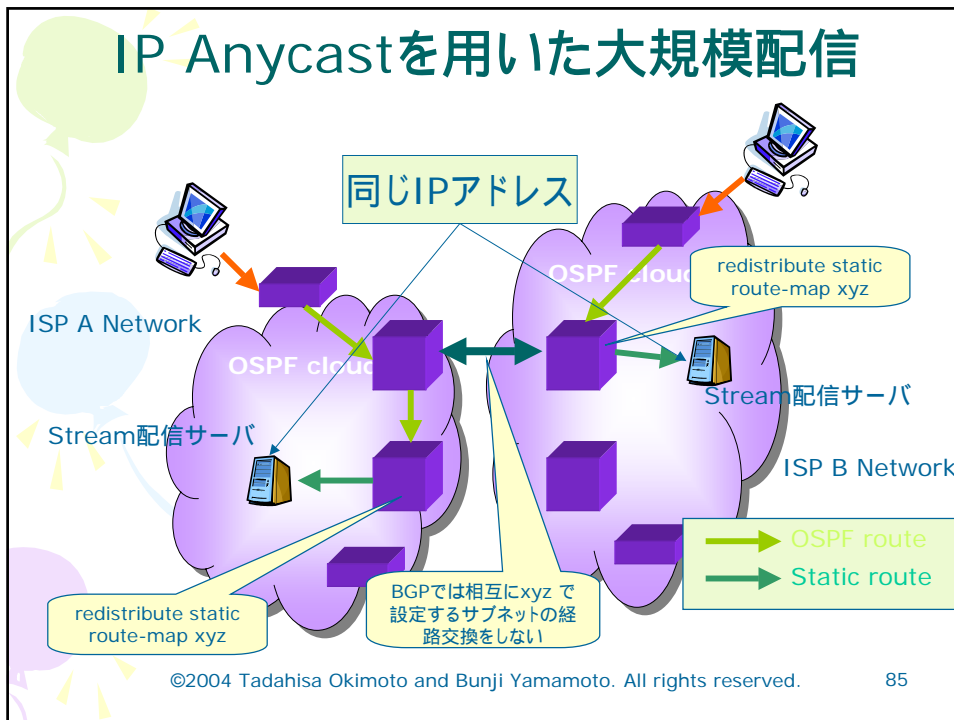 IP Anycastを用いた大規模配信
同じIPアドレス
OSPF cloud
redistribute static
route-map xyz
ISP A Network
OSPF cloud
Stream配信サーバ
Stream配信サーバ
ISP B Network
OSPF route
Static route
redistribute static
route-map xyz
BGPでは相互にxyz で
設定するサブネットの経
路交換をしない
©2004 Tadahisa Okimoto and Bunji Yamamoto. All rights reserved.
85